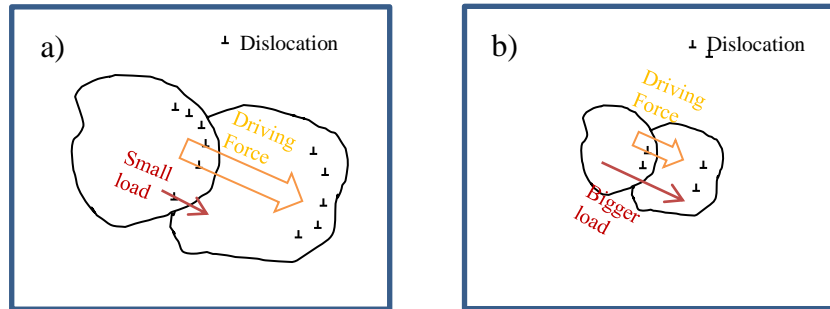 a)
⊥ Dislocation
Driving
Force
Small
load
b)
Dislocation
Driving
Force
Bigger
load